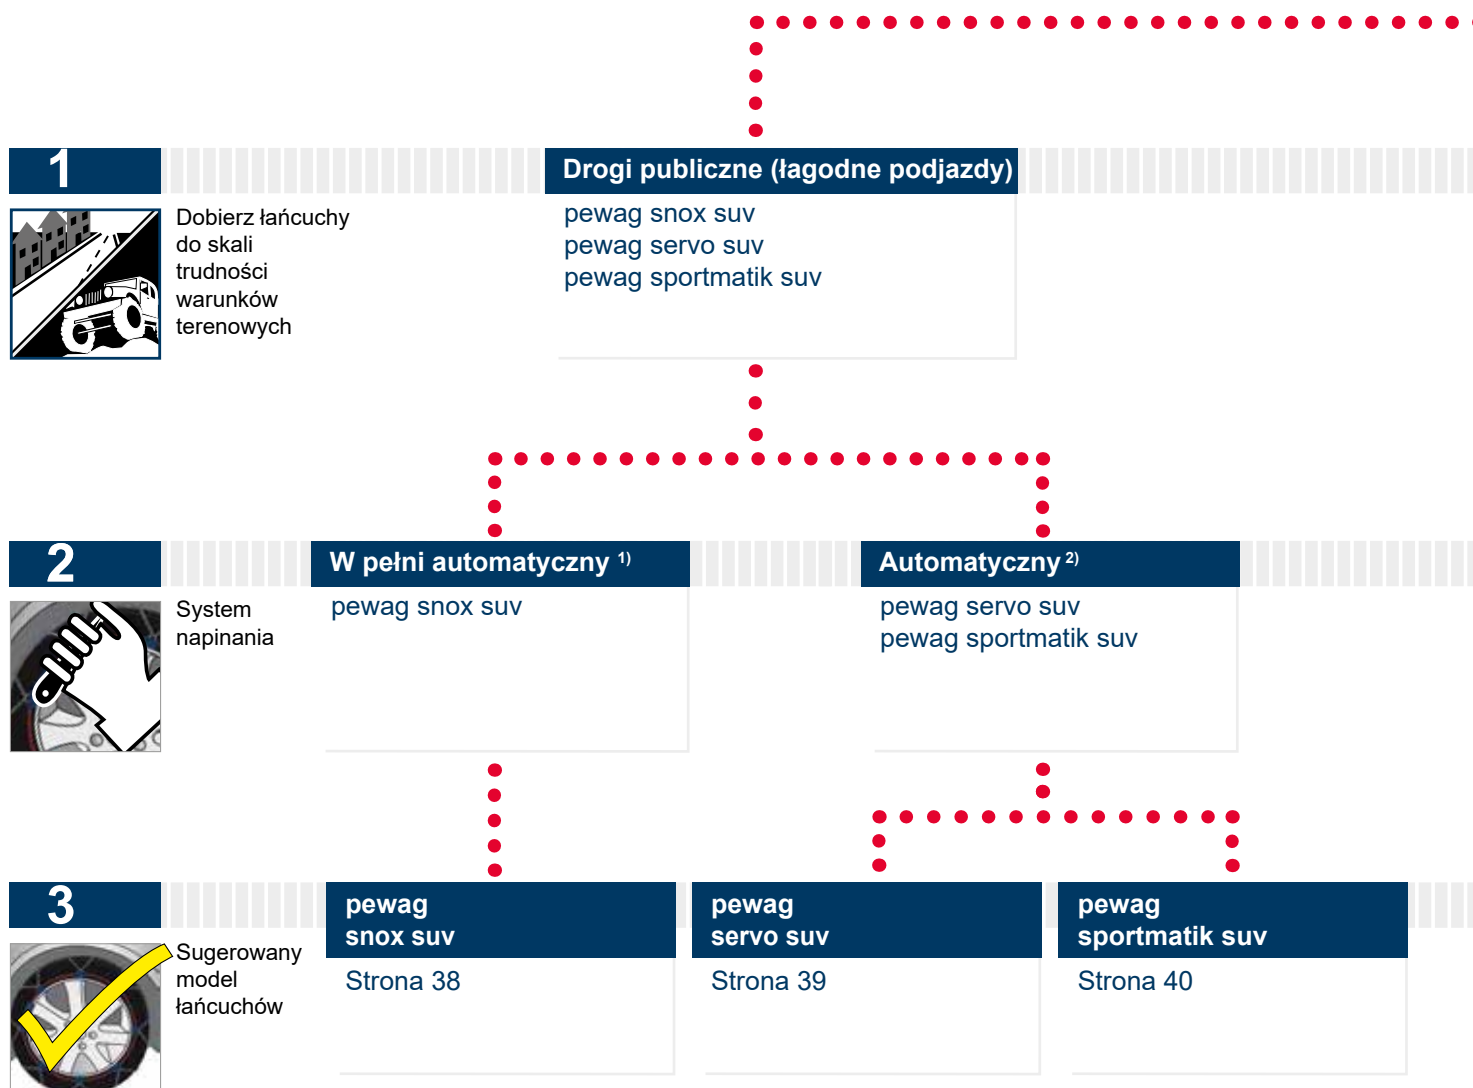 1
Drogi publiczne (łagodne podjazdy)
Dobierz łańcuchy
do skali
trudności
warunków
terenowych
pewag snox suv
pewag servo suv
pewag sportmatik suv
2
W pełni automatyczny 1)
Automatyczny 2)
System
napinania
pewag snox suv
pewag servo suv
pewag sportmatik suv
3
pewag
snox suv
pewag
servo suv
pewag
sportmatik suv
Sugerowany
model
łańcuchów
Strona 38
Strona 39
Strona 40